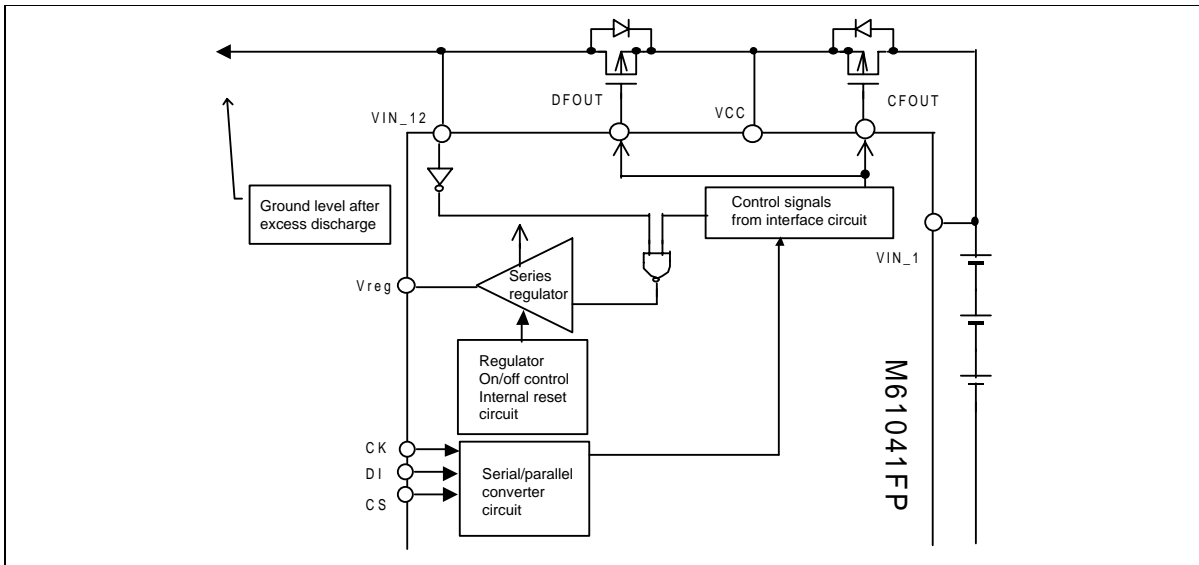 DFOUT
CFOUT
VCC
VIN_12
Ground level after
excess discharge
Control signals
from interface circuit
VIN_1
Series
regulator
Vreg
Regulator
On/off control
Internal reset
circuit
M61041FP
CK
DI
CS
Serial/parallel
converter
circuit